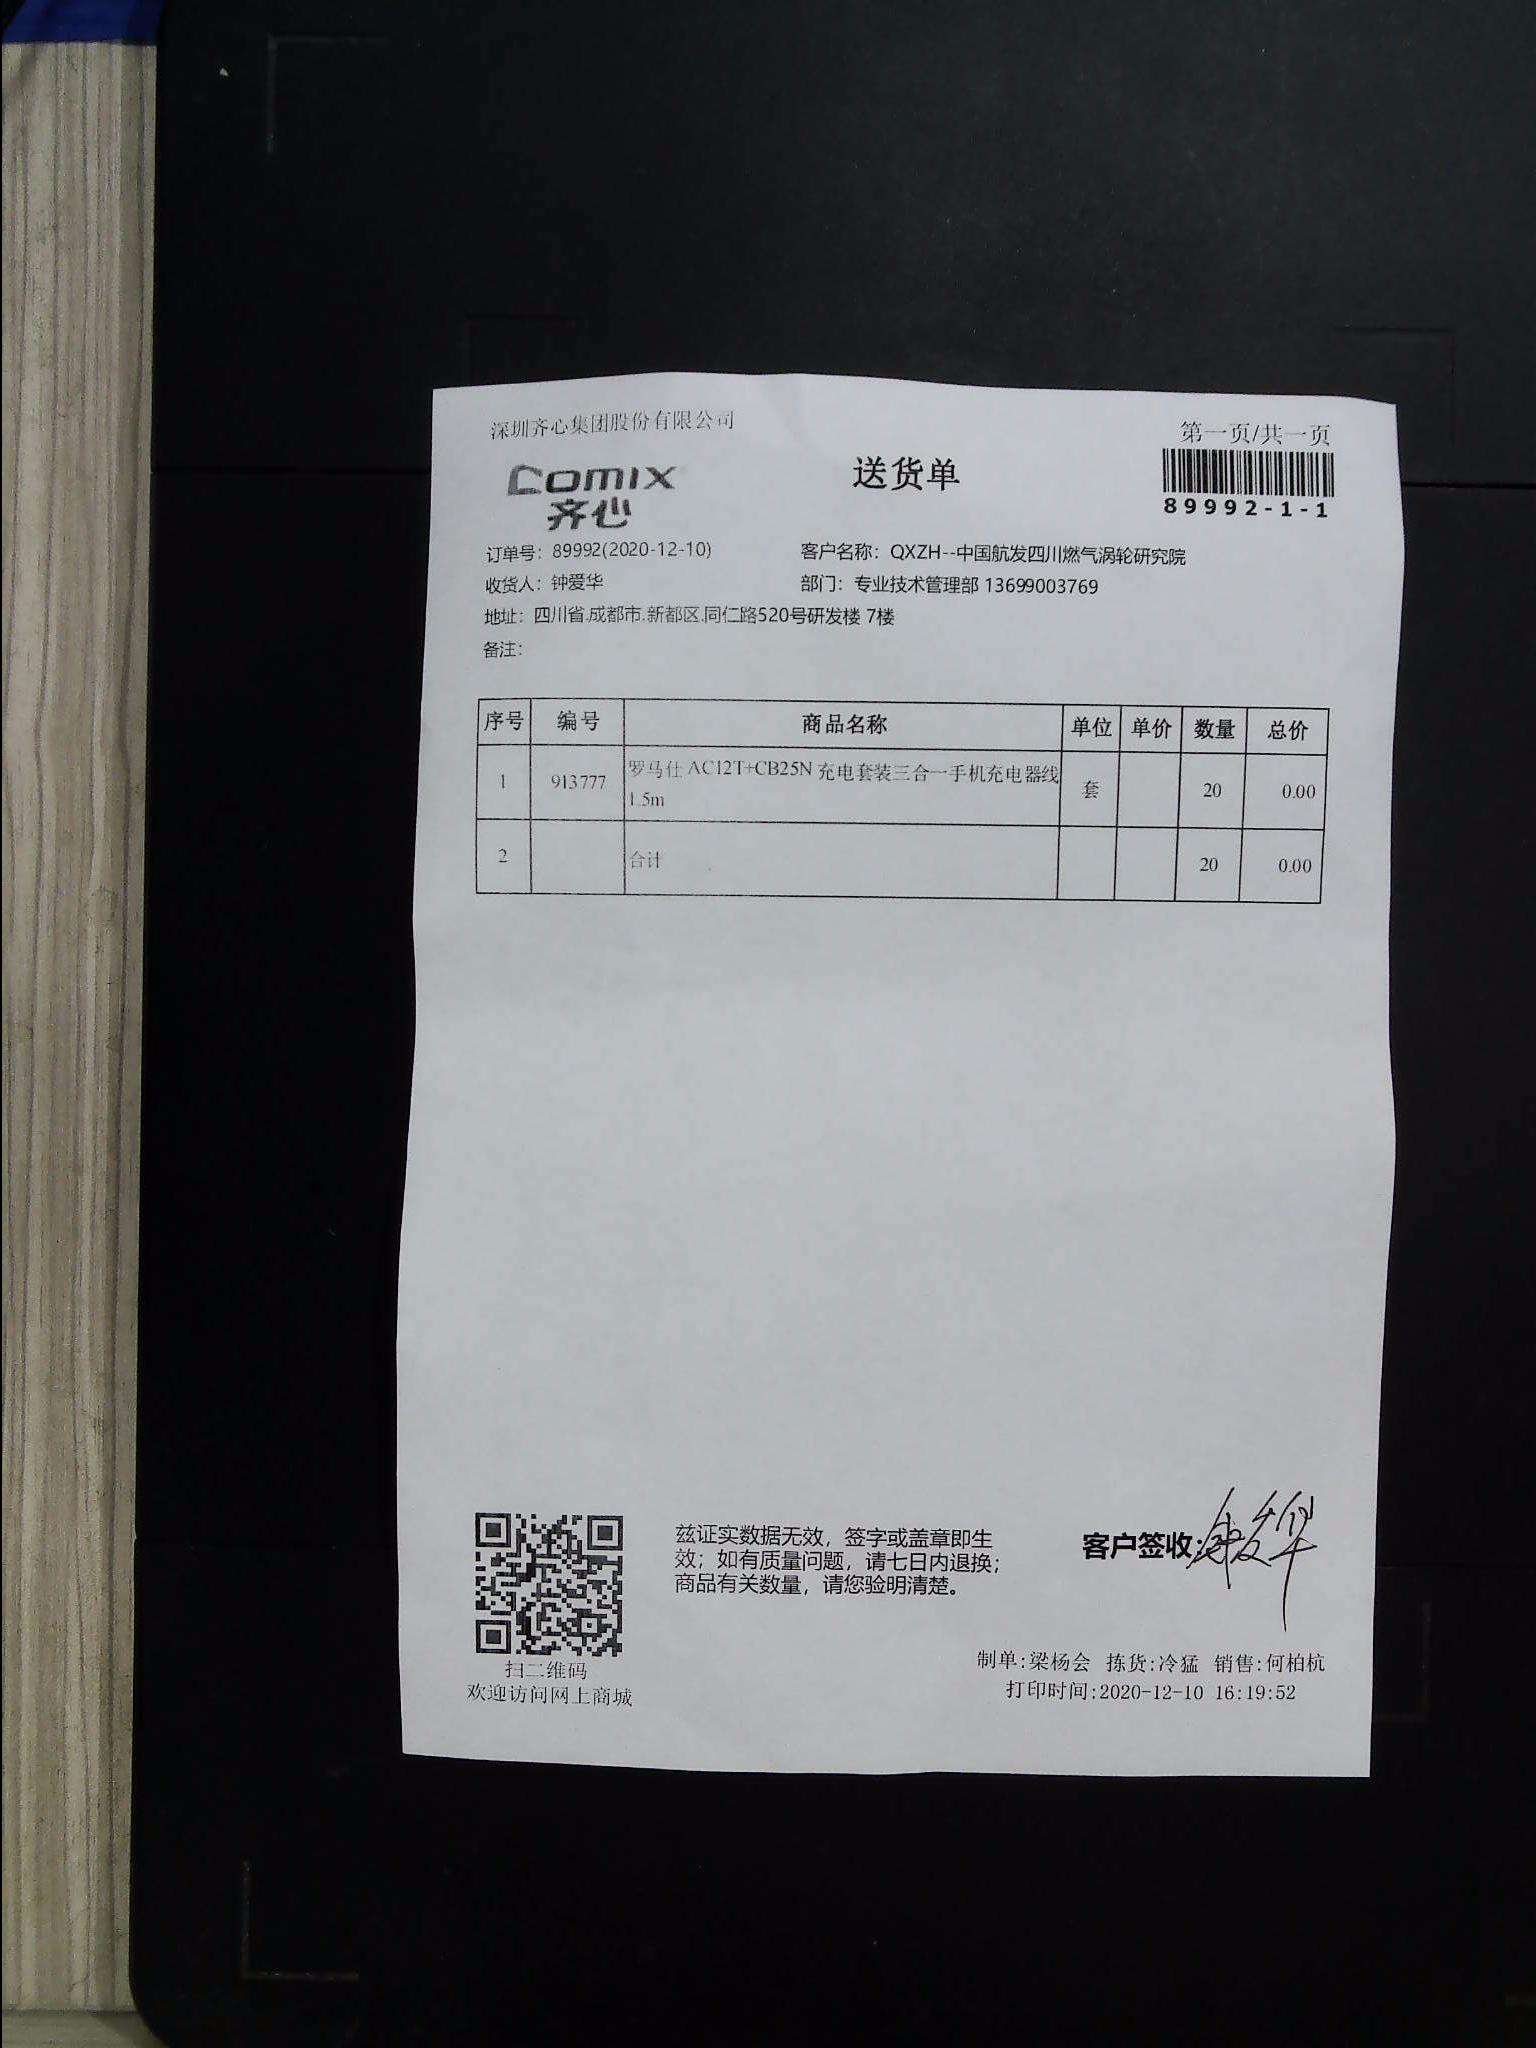 深圳齐心集团股份有限公司
第一页/共一页
comix
齐心
送货单
89992-1-1
订单号：89992(2020-12-10)
客户名称：QXZH--中国航发四川燃气涡轮研究院
收货人：钟爱华
部门：专业技术管理部 13699003769
地址：四川省.成都市.新都区.同仁路520号研发楼 7楼
备注：
序号 编号 商品名称 单位 单价 数量 总价
1 913777 罗马仕 AC12T+CB25N 充电套装三合一手机充电器线 套 20 0.00
1.5m
2 合计 20 0.00
兹证实数据无效，签字或盖章即生
效；如有质量问题，请七日内退换；
商品有关数量，请您验明清楚。
客户签收：钟爱华
扫二维码
欢迎访问网上商城
制单:梁杨会 拣货:冷猛 销售:何柏杭
打印时间:2020-12-10 16:19:52